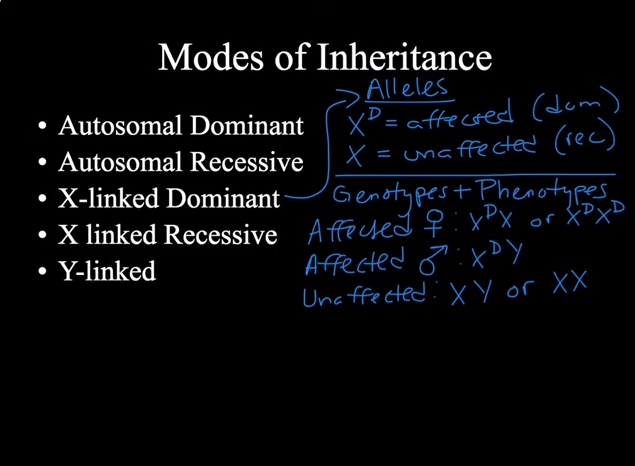 Modes of Inheritance
• Autosomal Dominant
• Autosomal Recessive
• X-linked Dominant
• X linked Recessive
• Y-linked
Alleles
X^D = affected (dom)
X = unaffected (rec)
Genotypes + Phenotypes
Affected ♀ : X^D X or X^D X^D
Affected ♂ : X^D Y
Unaffected : XY or XX